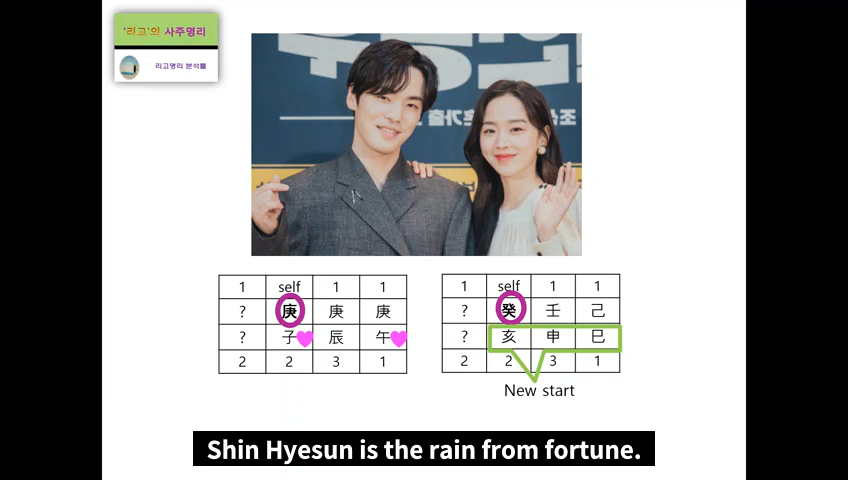 '리고'의 사주명리
리고명리 분석틀
1 self 1 1
? 庚 庚 庚
? 子 辰 午
2 2 3 1
1 self 1 1
? 癸 壬 己
? 亥 申 巳
2 2 3 1
New start
Shin Hyesun is the rain from fortune.